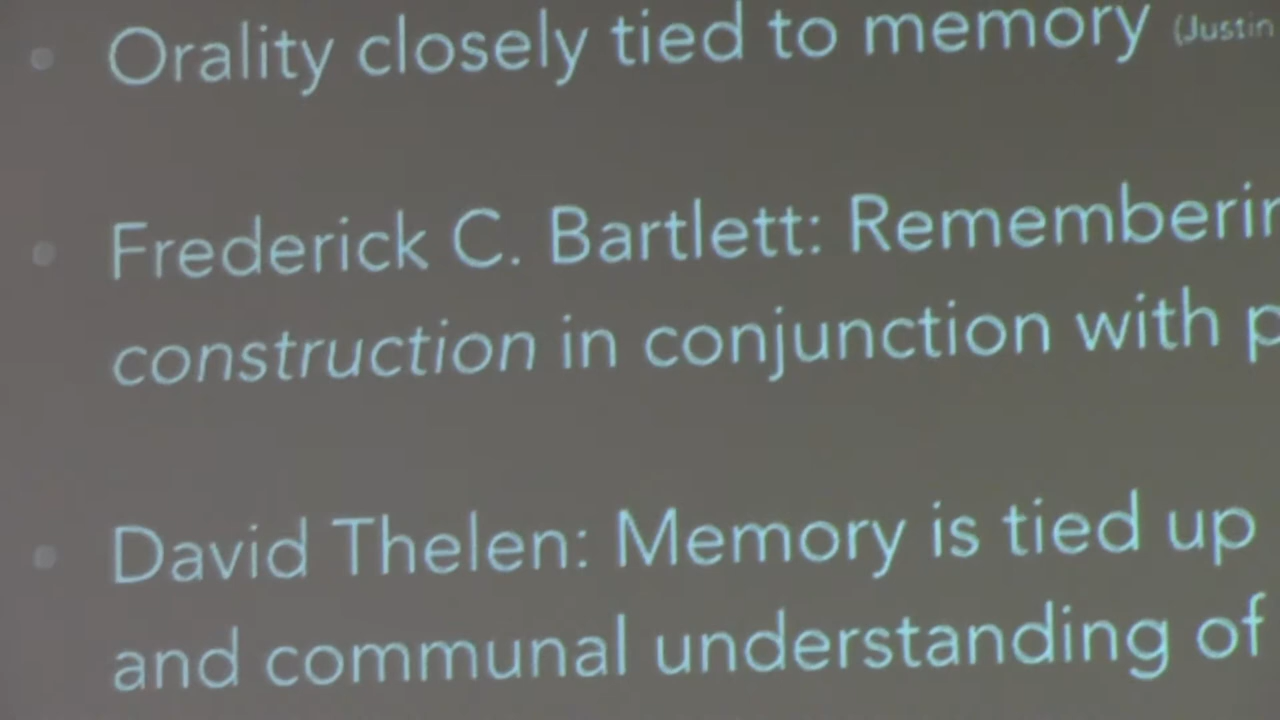 • Orality closely tied to memory (Justin
• Frederick C. Bartlett: Rememberin
construction in conjunction with p
• David Thelen: Memory is tied up
and communal understanding of